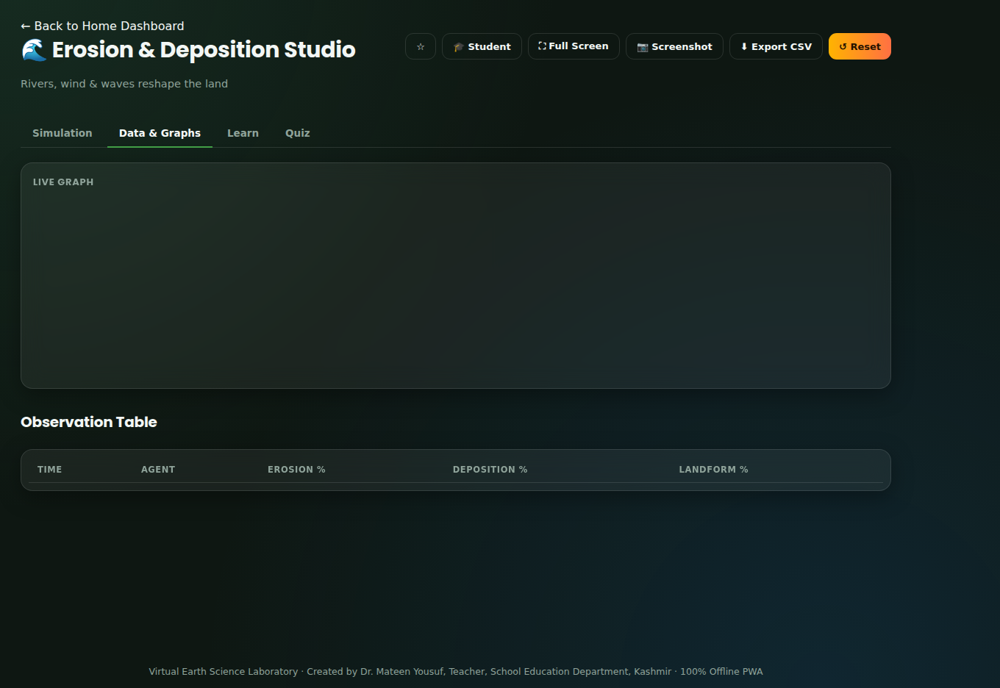 ← Back to Home Dashboard
🌊 Erosion & Deposition Studio
☆
🎓 Student
⛶ Full Screen
📷 Screenshot
⬇ Export CSV
↺ Reset
Rivers, wind & waves reshape the land
Simulation
Data & Graphs
Learn
Quiz
LIVE GRAPH
Observation Table
TIME AGENT EROSION % DEPOSITION % LANDFORM %
Virtual Earth Science Laboratory · Created by Dr. Mateen Yousuf, Teacher, School Education Department, Kashmir · 100% Offline PWA